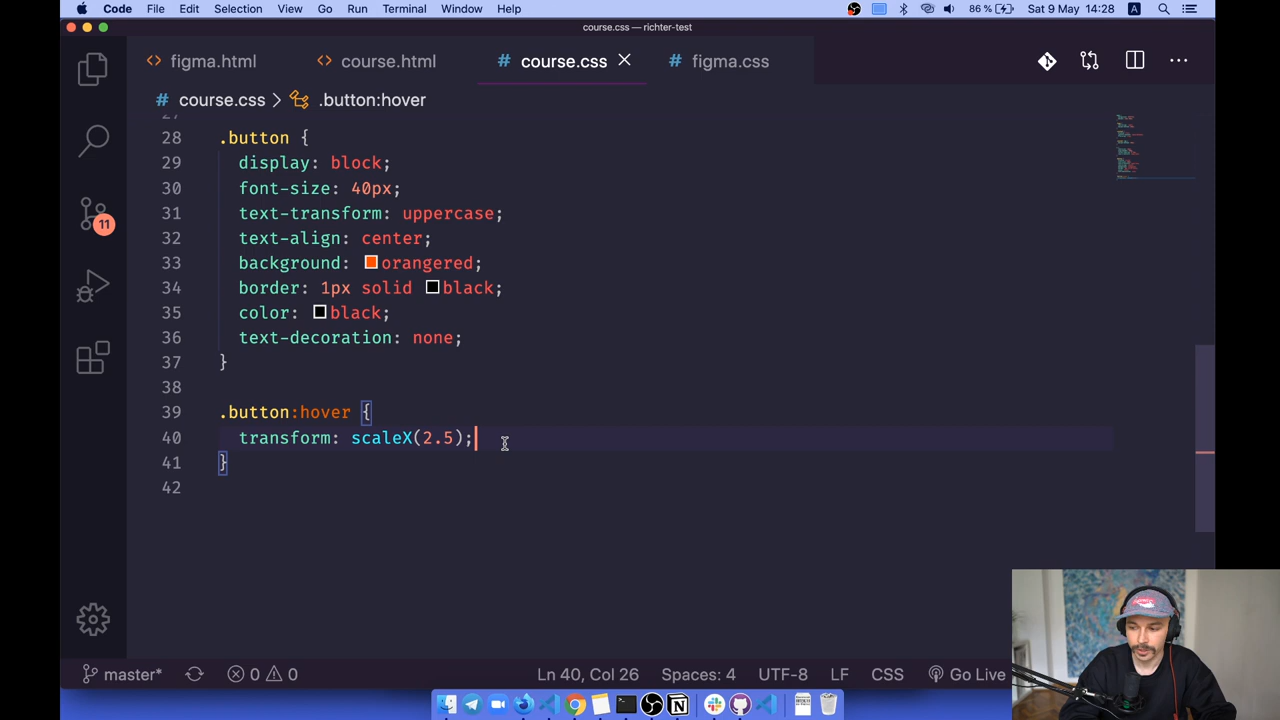 Code File Edit Selection View Go Run Terminal Window Help 86 % Sat 9 May 14:28 A
course.css — richter-test
figma.html course.html # course.css # figma.css
# course.css > .button:hover
27
28 .button {
29 display: block;
30 font-size: 40px;
31 text-transform: uppercase;
32 text-align: center;
33 background: orangered;
34 border: 1px solid black;
35 color: black;
36 text-decoration: none;
37 }
38
39 .button:hover {
40 transform: scaleX(2.5);
41 }
42
11
master* 0 0 Ln 40, Col 26 Spaces: 4 UTF-8 LF CSS Go Live